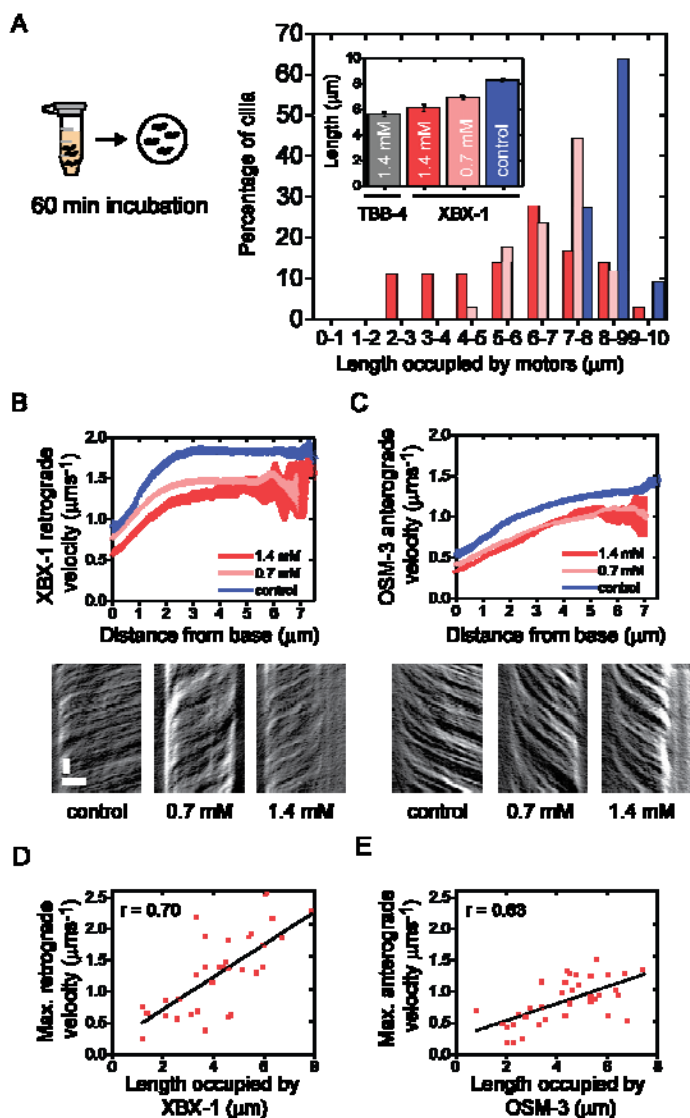 A
60 min incubation
Percentage of cilia
70
60
50
40
30
20
10
0
0-1 1-2 2-3 3-4 4-5 5-6 6-7 7-8 8-99-10
Length occupied by motors (μm)
Length (μm)
10
8
6
4
2
0
1.4 mM
1.4 mM
0.7 mM
control
TBB-4 XBX-1
B
XBX-1 retrograde
velocity (μms⁻¹)
2.0
1.5
1.0
0.5
0.0
1.4 mM
0.7 mM
control
0 1 2 3 4 5 6 7
Distance from base (μm)
C
OSM-3 anterograde
velocity (μms⁻¹)
2.0
1.5
1.0
0.5
0.0
1.4 mM
0.7 mM
control
0 1 2 3 4 5 6 7
Distance from base (μm)
control 0.7 mM 1.4 mM
control 0.7 mM 1.4 mM
D
Max. retrograde
velocity (μms⁻¹)
2.5
2.0
1.5
1.0
0.5
0.0
r = 0.70
0 2 4 6 8
Length occupied by
XBX-1 (μm)
E
Max. anterograde
velocity (μms⁻¹)
2.5
2.0
1.5
1.0
0.5
0.0
r = 0.63
0 2 4 6 8
Length occupied by
OSM-3 (μm)